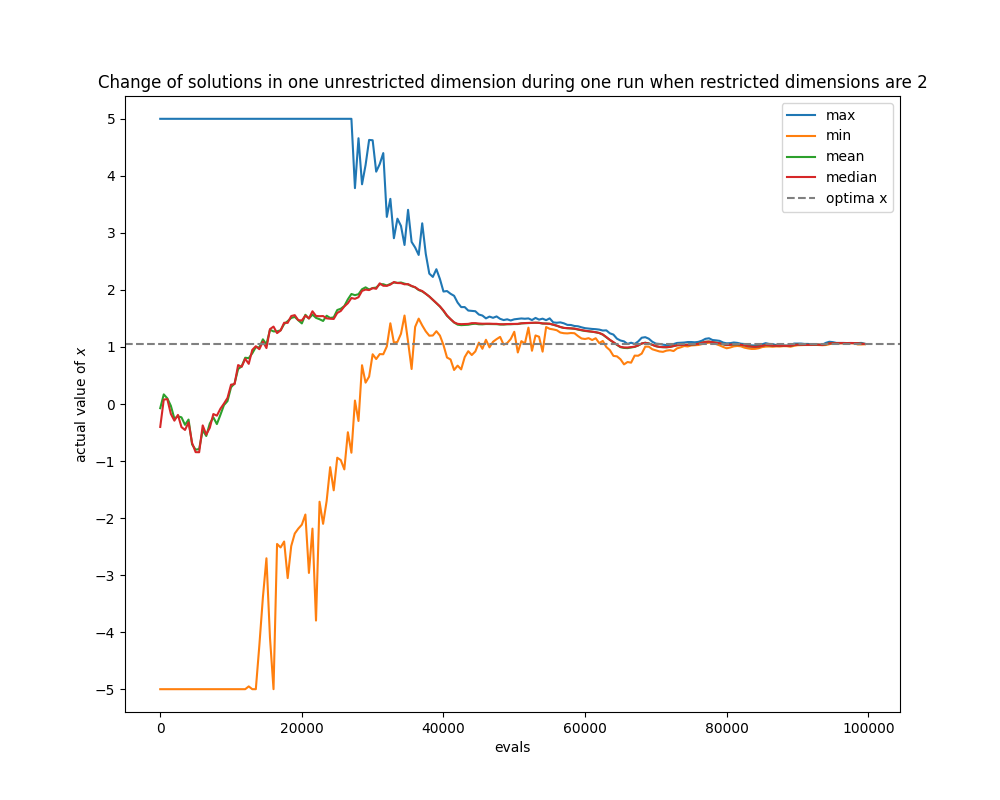 Change of solutions in one unrestricted dimension during one run when restricted dimensions are 2
max
min
mean
median
optima x
5
4
3
2
1
0
−1
−2
−3
−4
−5
actual value of x
0 20000 40000 60000 80000 100000
evals